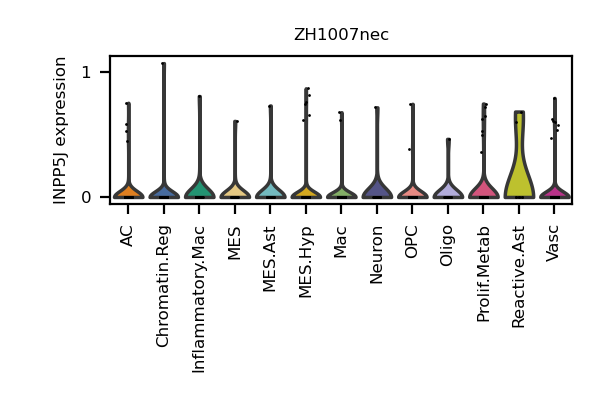 ZH1007nec
INPP5J expression
1
0
AC
Chromatin.Reg
Inflammatory.Mac
MES
MES.Ast
MES.Hyp
Mac
Neuron
OPC
Oligo
Prolif.Metab
Reactive.Ast
Vasc